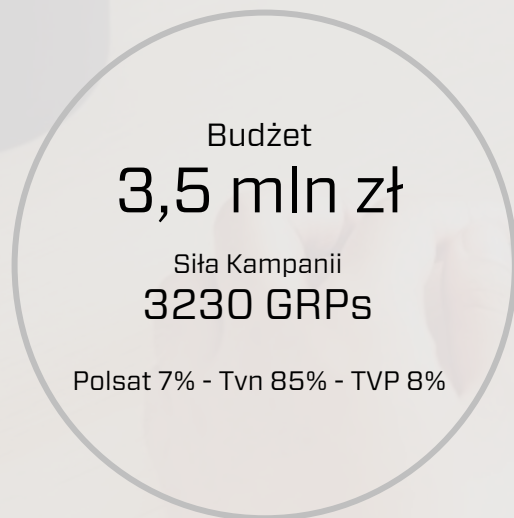 Budżet
3,5 mln zł
Siła Kampanii
3230 GRPs
Polsat 7% - Tvn 85% - TVP 8%